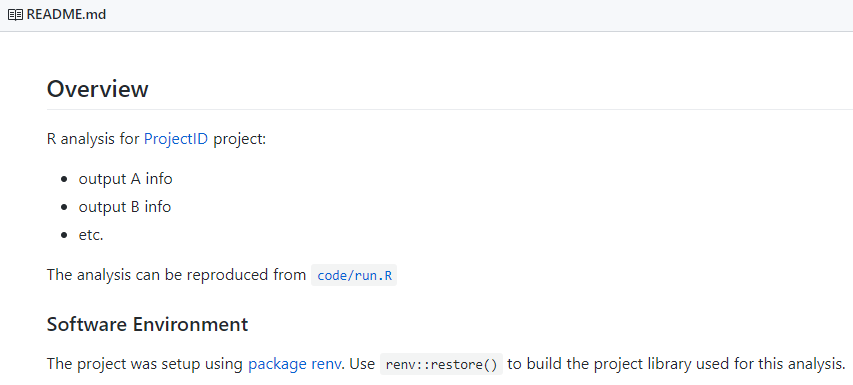 README.md
Overview
R analysis for ProjectID project:
• output A info
• output B info
• etc.
The analysis can be reproduced from code/run.R
Software Environment
The project was setup using package renv. Use renv::restore() to build the project library used for this analysis.